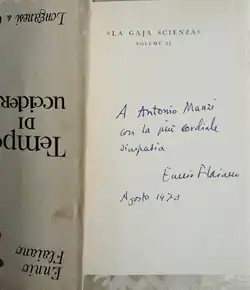 Longanesi &
Tempo
DI
uccidere
Ennio
Flaiano
«LA GAJA SCIENZA»
VOLUME 21
A Antonio Manzi
con la più cordiale
simpatia
Ennio Flaiano
Agosto 1970